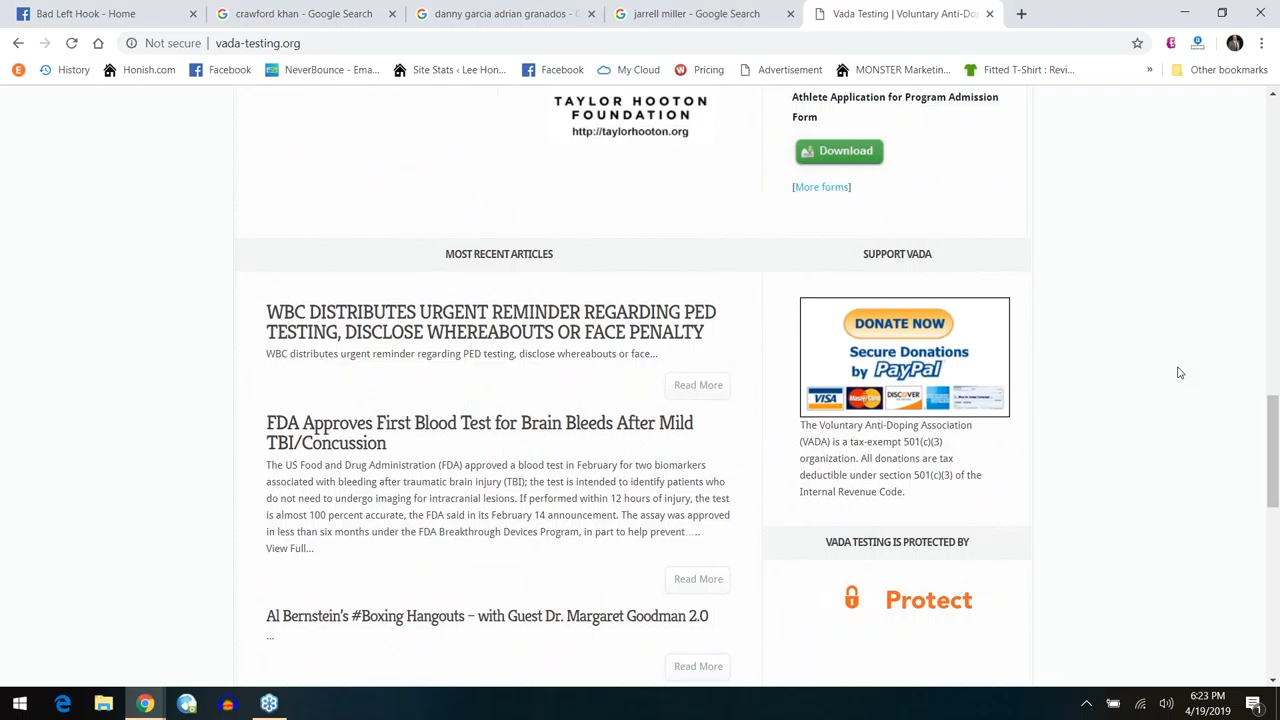 Bad Left Hook - Home
crawford khan - Google Search
danny garcia adrian granados - G
jarrell miller - Google Search
Vada Testing | Voluntary Anti-Do
Not secure | vada-testing.org
History
Honish.com
Facebook
NeverBounce - Ema...
Site Stats ‹ Lee Hon...
Facebook
My Cloud
Pricing
Advertisement
MONSTER Marketin...
Fitted T-Shirt : Revi...
»
Other bookmarks
TAYLOR HOOTON
FOUNDATION
http://taylorhooton.org
Athlete Application for Program Admission
Form
Download
[More forms]
MOST RECENT ARTICLES
SUPPORT VADA
WBC DISTRIBUTES URGENT REMINDER REGARDING PED
TESTING, DISCLOSE WHEREABOUTS OR FACE PENALTY
WBC distributes urgent reminder regarding PED testing, disclose whereabouts or face...
Read More
FDA Approves First Blood Test for Brain Bleeds After Mild
TBI/Concussion
The US Food and Drug Administration (FDA) approved a blood test in February for two biomarkers
associated with bleeding after traumatic brain injury (TBI); the test is intended to identify patients who
do not need to undergo imaging for intracranial lesions. If performed within 12 hours of injury, the test
is almost 100 percent accurate, the FDA said in its February 14 announcement. The assay was approved
in less than six months under the FDA Breakthrough Devices Program, in part to help prevent.….
View Full...
Read More
Al Bernstein's #Boxing Hangouts – with Guest Dr. Margaret Goodman 2.0
...
Read More
DONATE NOW
Secure Donations
by PayPal
VISA
MasterCard
DISCOVER
The Voluntary Anti-Doping Association
(VADA) is a tax-exempt 501(c)(3)
organization. All donations are tax
deductible under section 501(c)(3) of the
Internal Revenue Code.
VADA TESTING IS PROTECTED BY
Protect
6:23 PM
4/19/2019